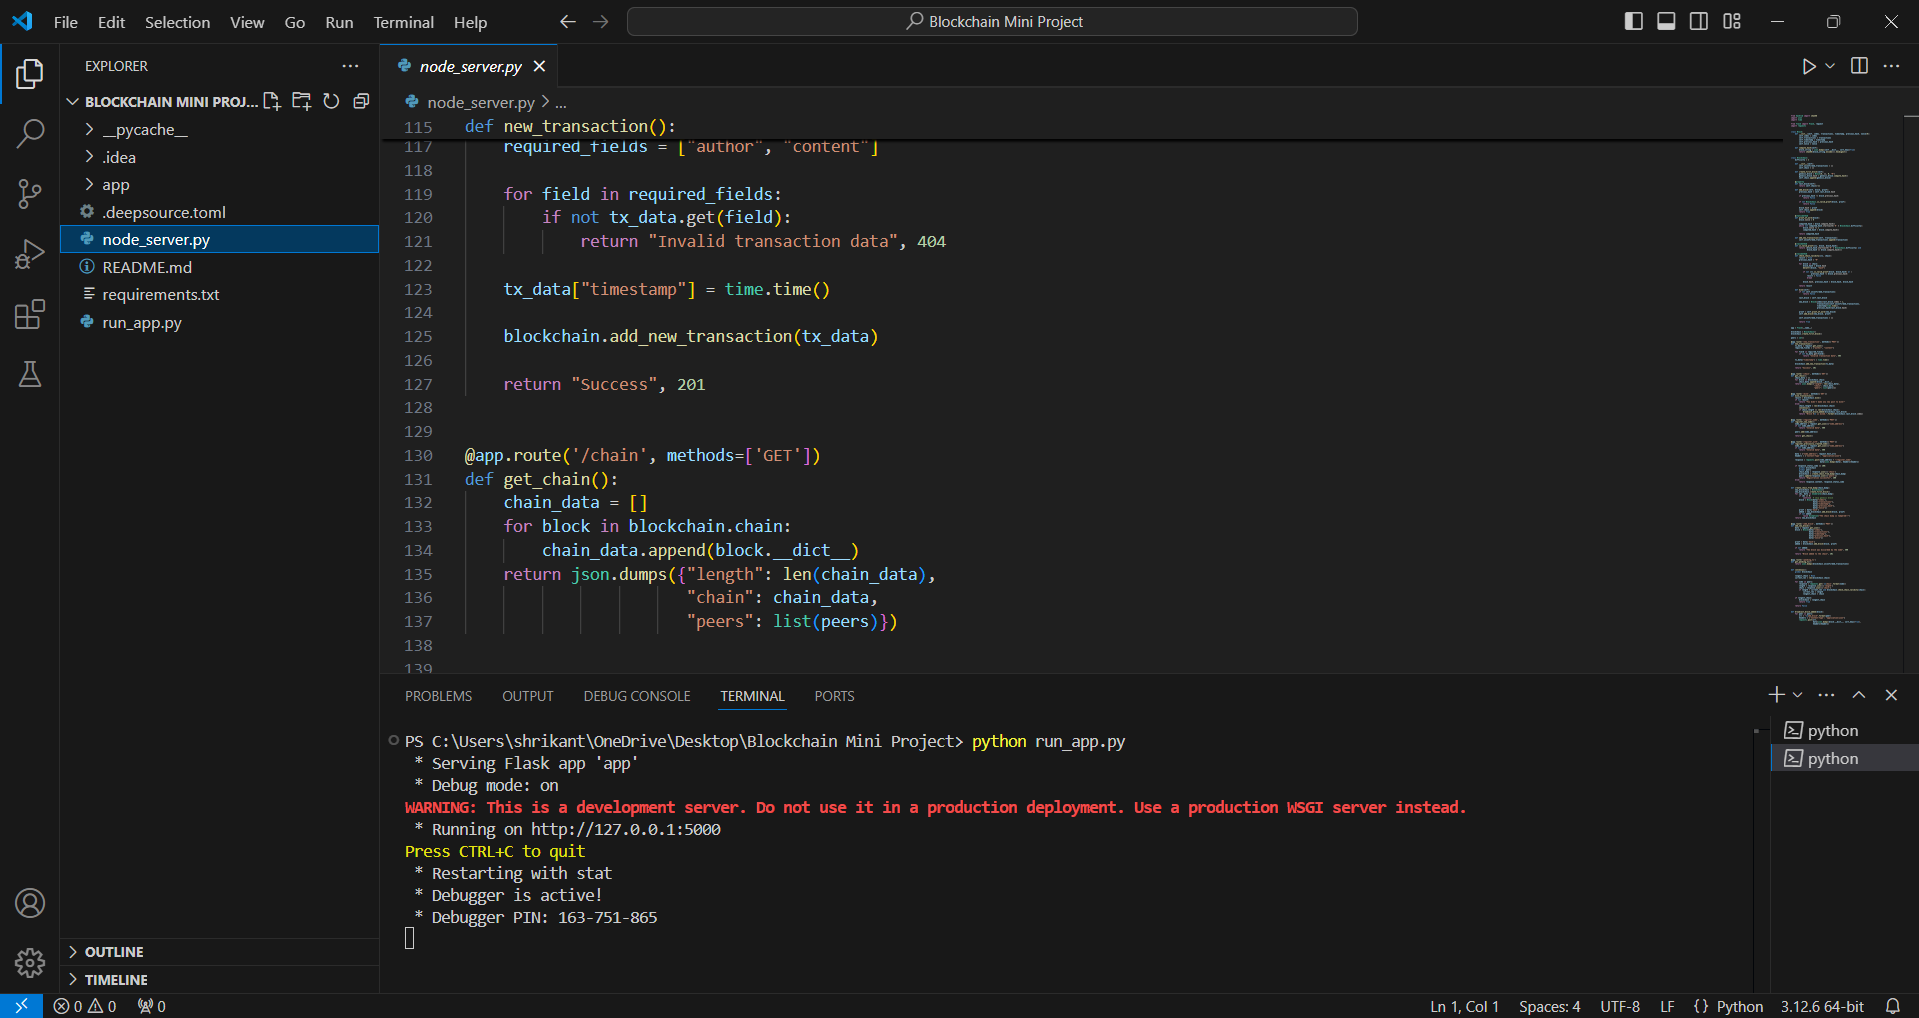 File Edit Selection View Go Run Terminal Help
Blockchain Mini Project
EXPLORER
BLOCKCHAIN MINI PROJ...
__pycache__
.idea
app
.deepsource.toml
node_server.py
README.md
requirements.txt
run_app.py
OUTLINE
TIMELINE
node_server.py
node_server.py > ...
115 def new_transaction():
117 required_fields = ["author", "content"]
118
119 for field in required_fields:
120 if not tx_data.get(field):
121 return "Invalid transaction data", 404
122
123 tx_data["timestamp"] = time.time()
124
125 blockchain.add_new_transaction(tx_data)
126
127 return "Success", 201
128
129
130 @app.route('/chain', methods=['GET'])
131 def get_chain():
132 chain_data = []
133 for block in blockchain.chain:
134 chain_data.append(block.__dict__)
135 return json.dumps({"length": len(chain_data),
136 "chain": chain_data,
137 "peers": list(peers)})
138
139
PROBLEMS OUTPUT DEBUG CONSOLE TERMINAL PORTS
PS C:\Users\shrikant\OneDrive\Desktop\Blockchain Mini Project> python run_app.py
* Serving Flask app 'app'
* Debug mode: on
WARNING: This is a development server. Do not use it in a production deployment. Use a production WSGI server instead.
* Running on http://127.0.0.1:5000
Press CTRL+C to quit
* Restarting with stat
* Debugger is active!
* Debugger PIN: 163-751-865
python
python
0 0 0
Ln 1, Col 1 Spaces: 4 UTF-8 LF {} Python 3.12.6 64-bit